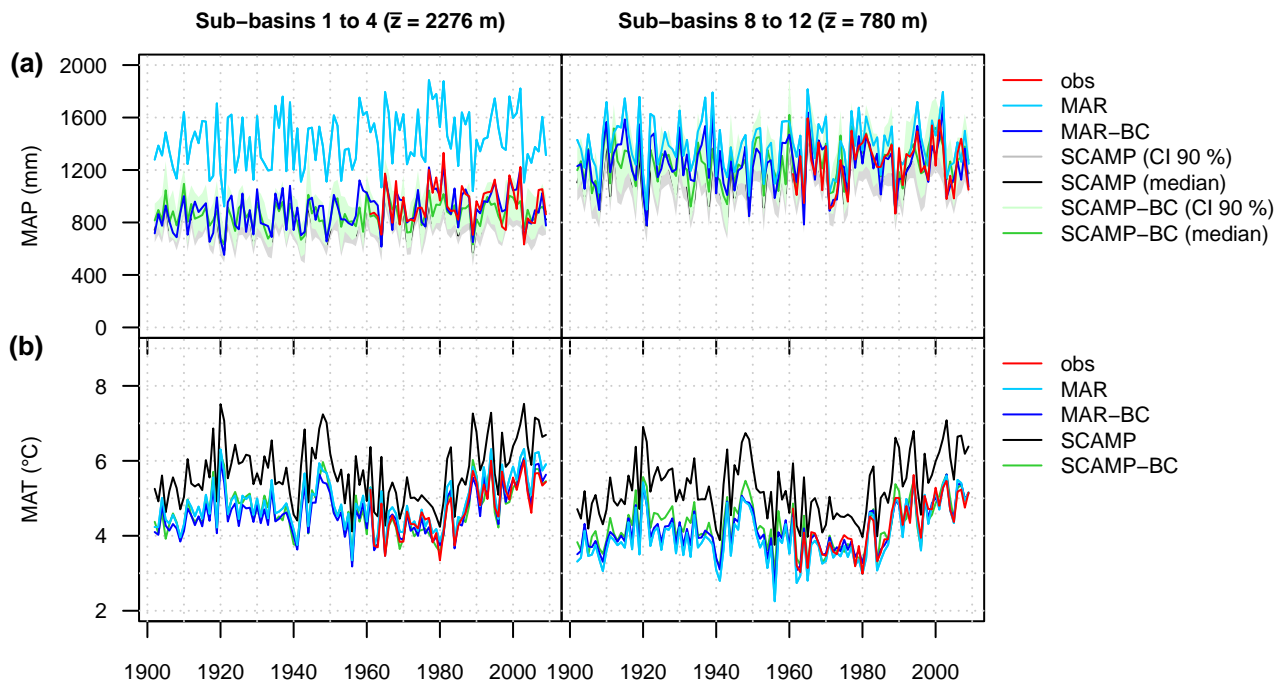 Sub−basins 1 to 4 (z̅ = 2276 m)
Sub−basins 8 to 12 (z̅ = 780 m)
(a)
MAP (mm)
2000
1600
1200
800
400
0
obs
MAR
MAR−BC
SCAMP (CI 90 %)
SCAMP (median)
SCAMP−BC (CI 90 %)
SCAMP−BC (median)
(b)
MAT (°C)
8
6
4
2
obs
MAR
MAR−BC
SCAMP
SCAMP−BC
1900 1920 1940 1960 1980 2000 1900 1920 1940 1960 1980 2000